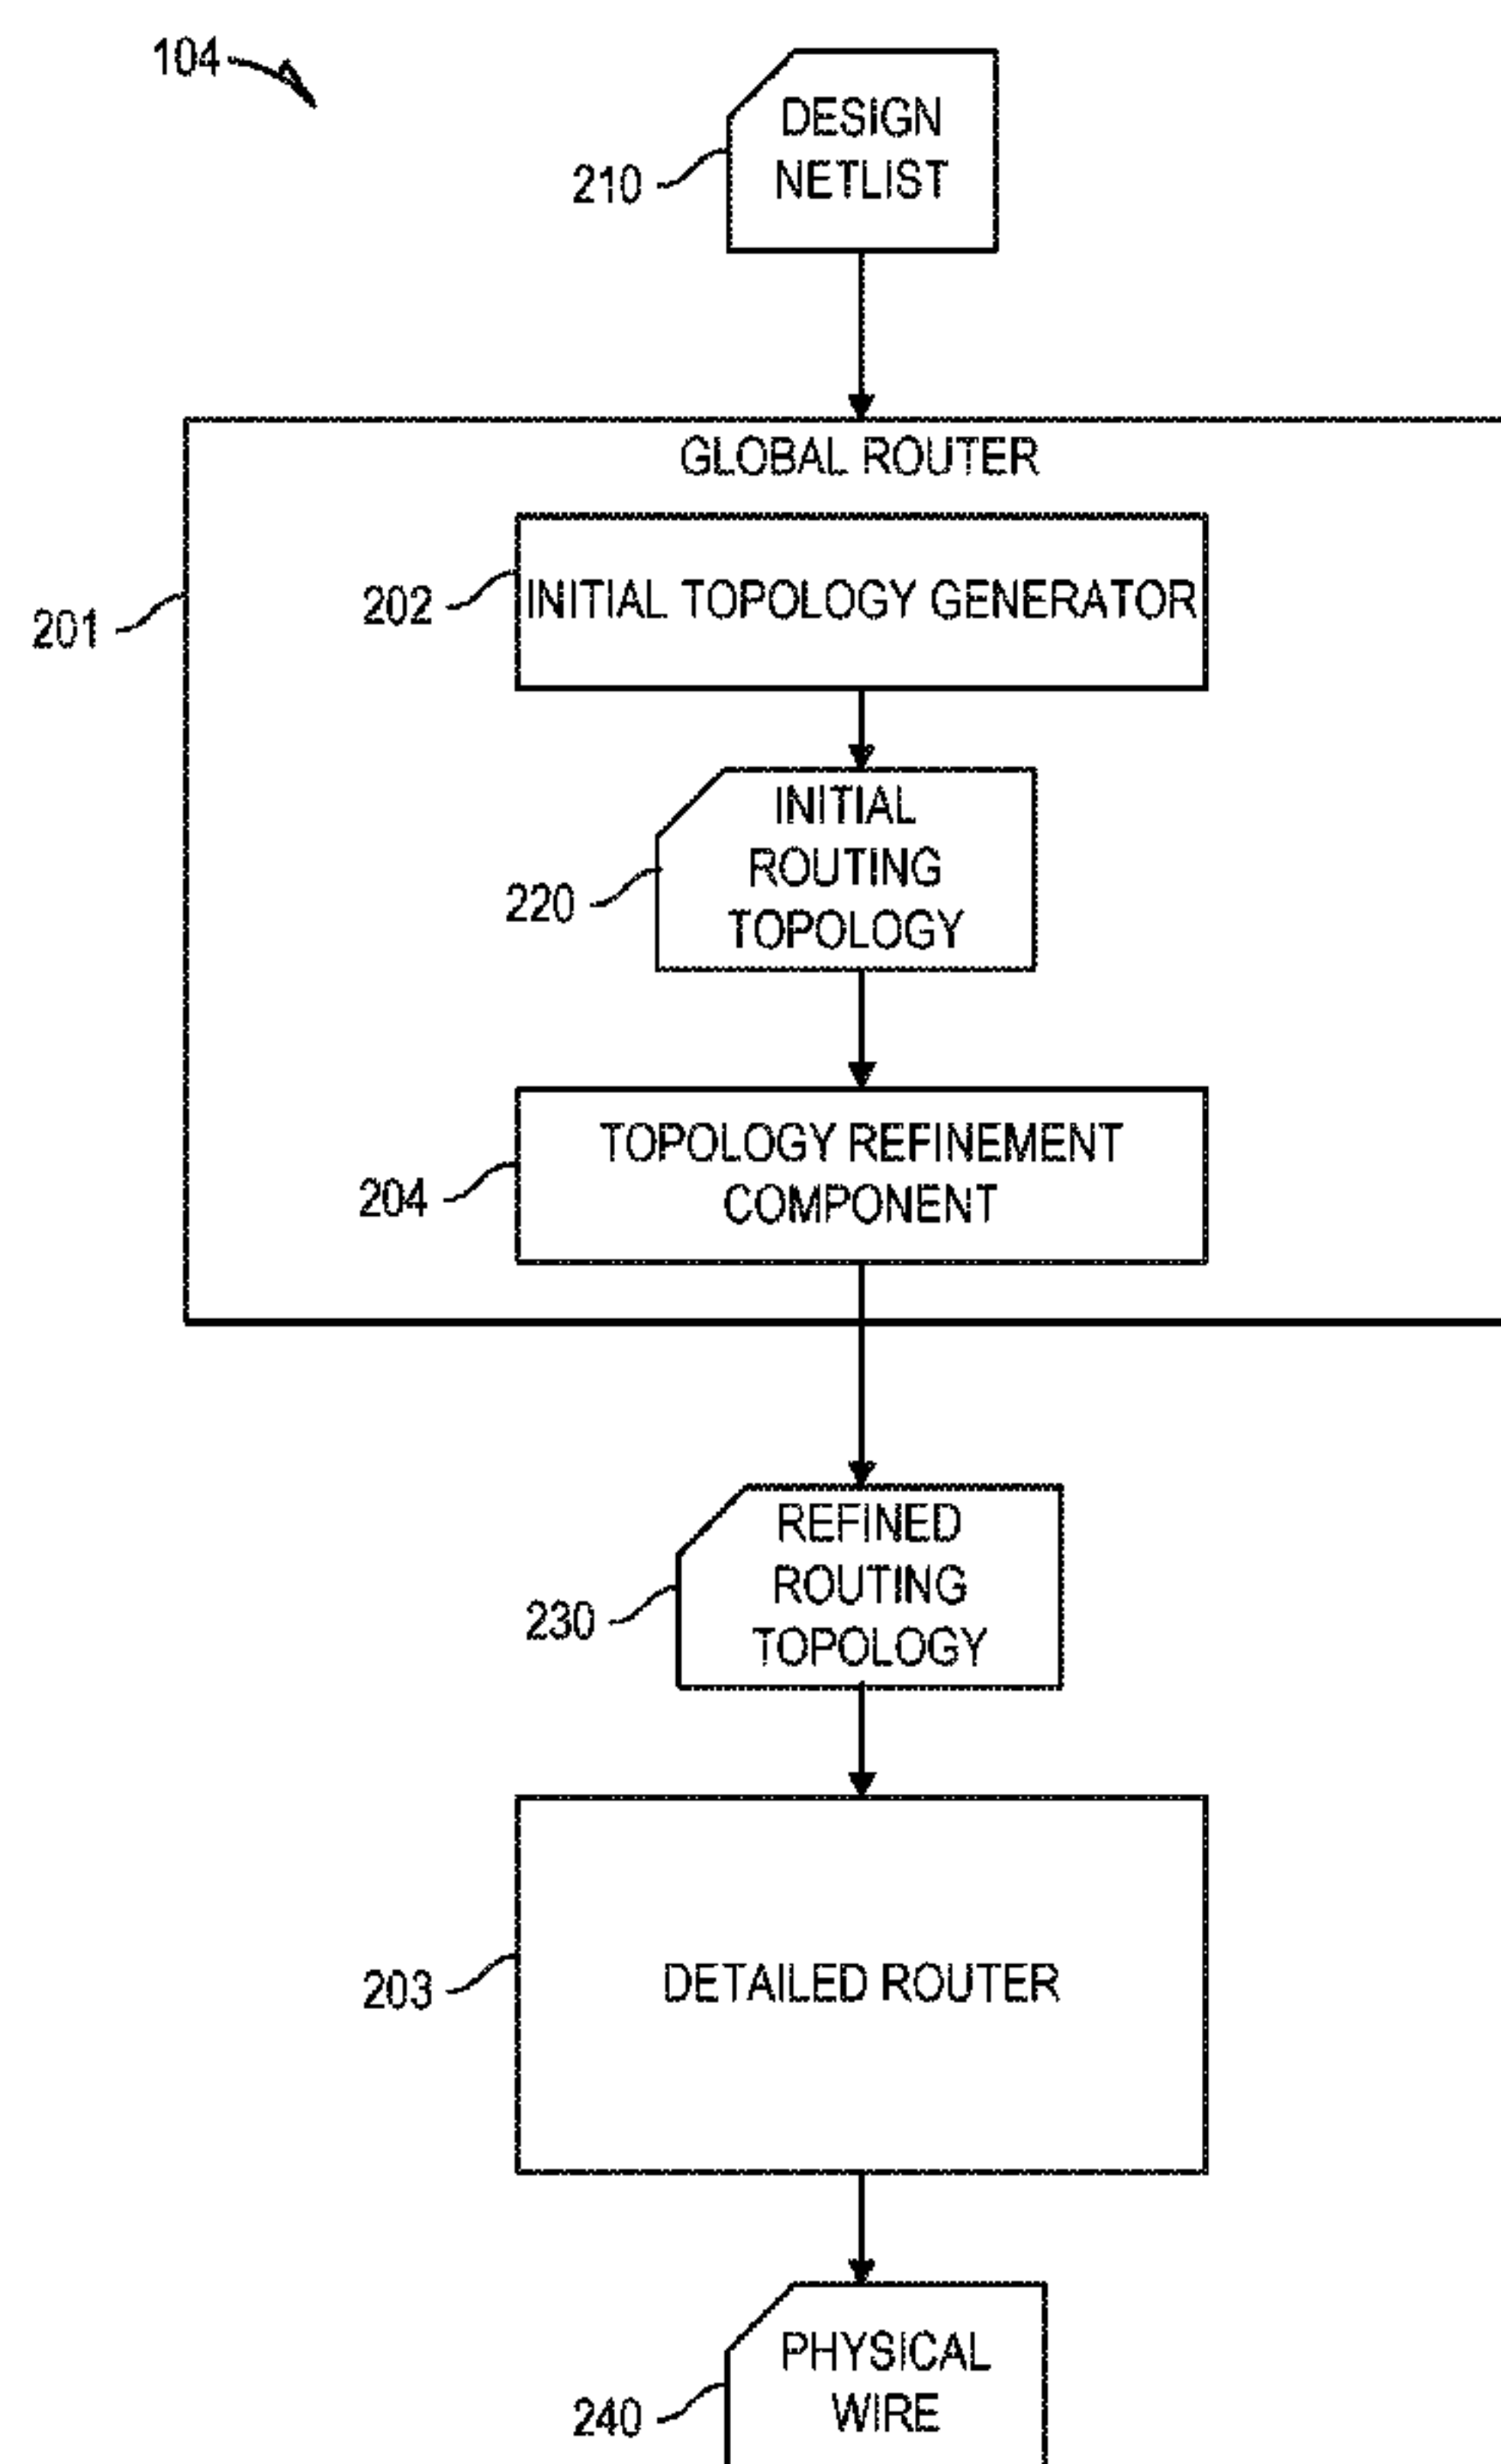 104
DESIGN
NETLIST
210
GLOBAL ROUTER
201
202
INITIAL TOPOLOGY GENERATOR
INITIAL
ROUTING
TOPOLOGY
220
TOPOLOGY REFINEMENT
COMPONENT
204
REFINED
ROUTING
TOPOLOGY
230
203
DETAILED ROUTER
PHYSICAL
WIRE
240